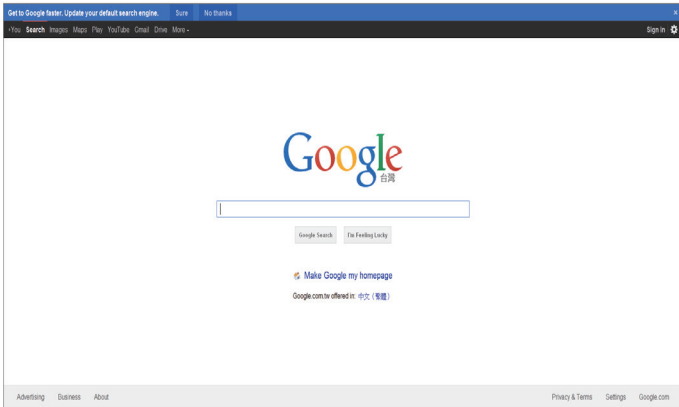 Get to Google faster. Update your default search engine. Sure No thanks x
+You Search Images Maps Play YouTube Gmail Drive More Sign in
Google
台灣
Google Search I'm Feeling Lucky
Make Google my homepage
Google.com.tw offered in: 中文（繁體）
Advertising Business About Privacy & Terms Settings Google.com